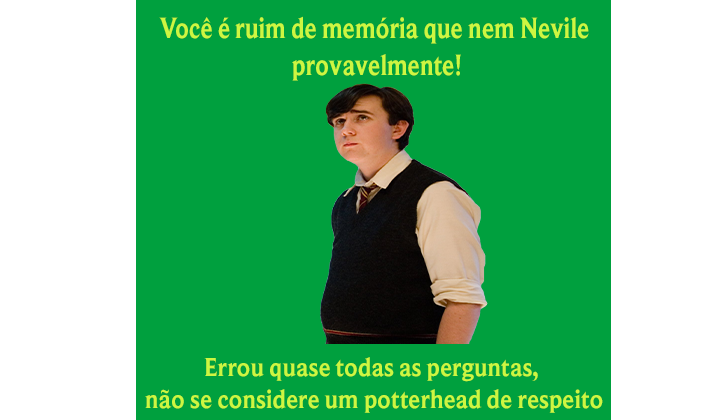 Você é ruim de memória que nem Nevile
provavelmente!
Errou quase todas as perguntas,
não se considere um potterhead de respeito